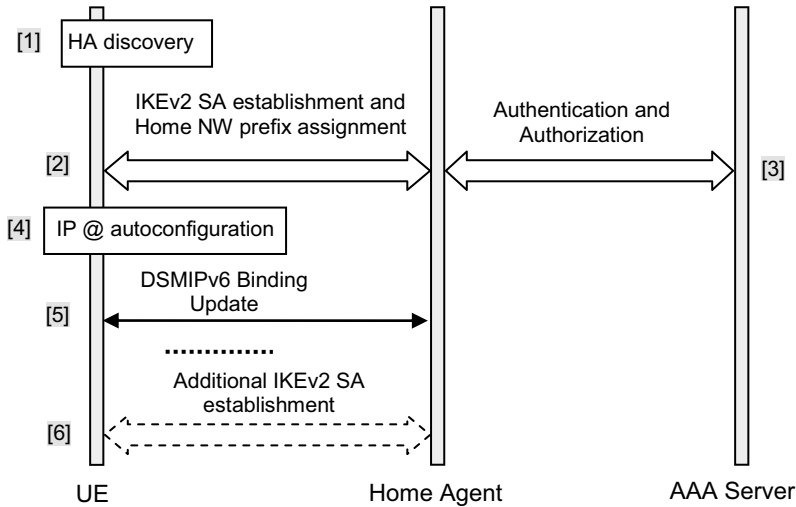 [1]
HA discovery
IKEv2 SA establishment and
Home NW prefix assignment
Authentication and
Authorization
[2]
[3]
[4]
IP @ autoconfiguration
DSMIPv6 Binding
Update
[5]
Additional IKEv2 SA
establishment
[6]
UE
Home Agent
AAA Server